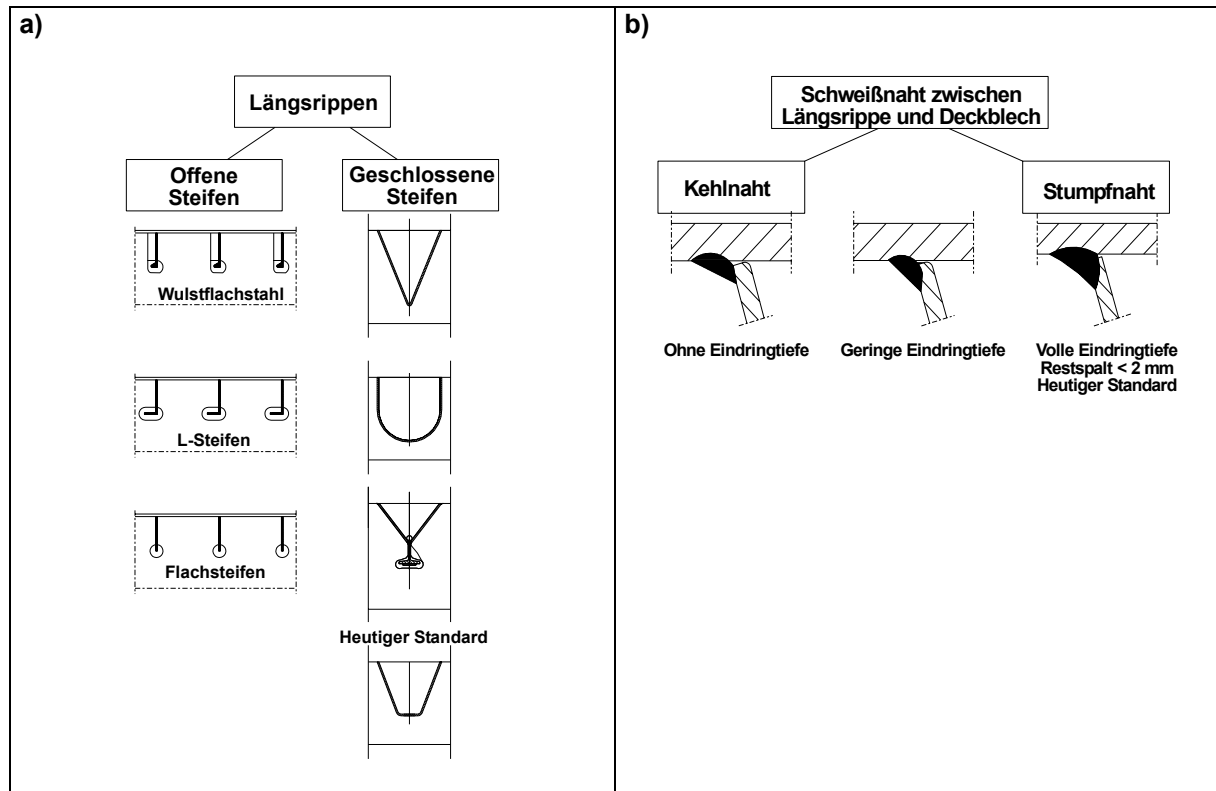 a)
Längsrippen
Offene
Steifen
Geschlossene
Steifen
Wulstflachstahl
L-Steifen
Flachsteifen
Heutiger Standard
b)
Schweißnaht zwischen
Längsrippe und Deckblech
Kehlnaht
Stumpfnaht
Ohne Eindringtiefe
Geringe Eindringtiefe
Volle Eindringtiefe
Restspalt < 2 mm
Heutiger Standard